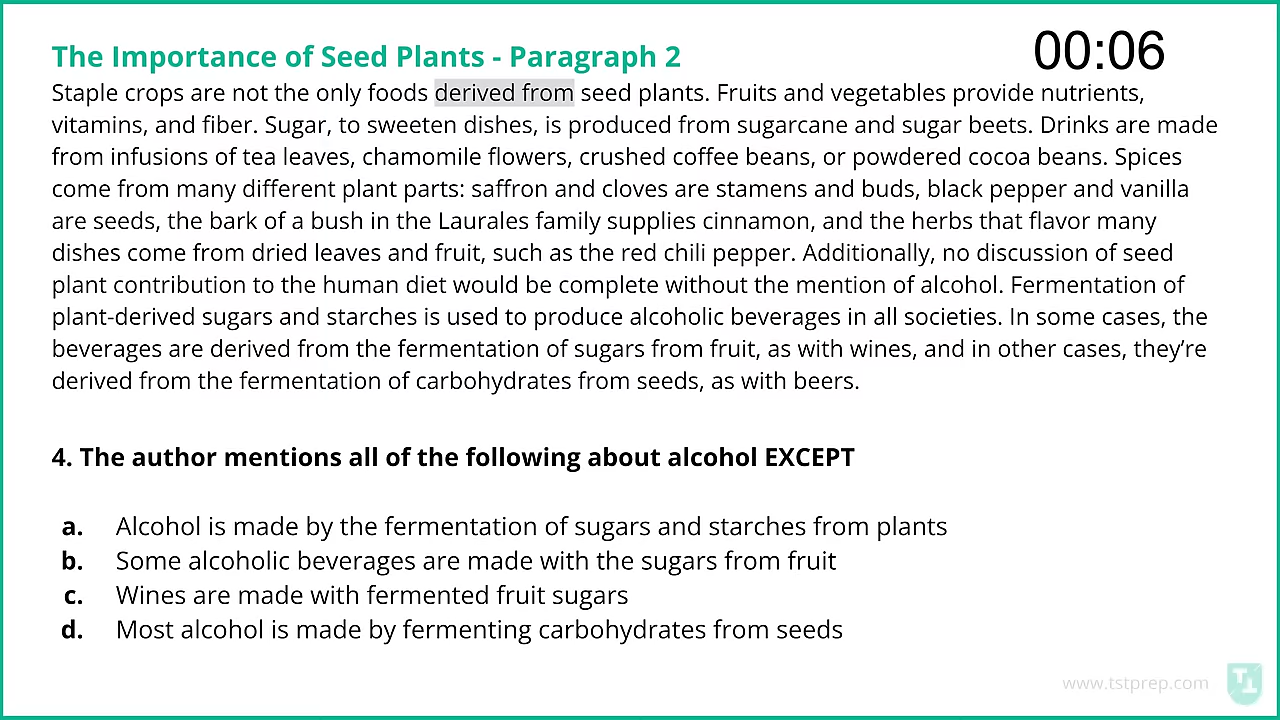 The Importance of Seed Plants - Paragraph 2
00:06
Staple crops are not the only foods derived from seed plants. Fruits and vegetables provide nutrients,
vitamins, and fiber. Sugar, to sweeten dishes, is produced from sugarcane and sugar beets. Drinks are made
from infusions of tea leaves, chamomile flowers, crushed coffee beans, or powdered cocoa beans. Spices
come from many different plant parts: saffron and cloves are stamens and buds, black pepper and vanilla
are seeds, the bark of a bush in the Laurales family supplies cinnamon, and the herbs that flavor many
dishes come from dried leaves and fruit, such as the red chili pepper. Additionally, no discussion of seed
plant contribution to the human diet would be complete without the mention of alcohol. Fermentation of
plant-derived sugars and starches is used to produce alcoholic beverages in all societies. In some cases, the
beverages are derived from the fermentation of sugars from fruit, as with wines, and in other cases, they’re
derived from the fermentation of carbohydrates from seeds, as with beers.
4. The author mentions all of the following about alcohol EXCEPT
a. Alcohol is made by the fermentation of sugars and starches from plants
b. Some alcoholic beverages are made with the sugars from fruit
c. Wines are made with fermented fruit sugars
d. Most alcohol is made by fermenting carbohydrates from seeds
www.tstprep.com